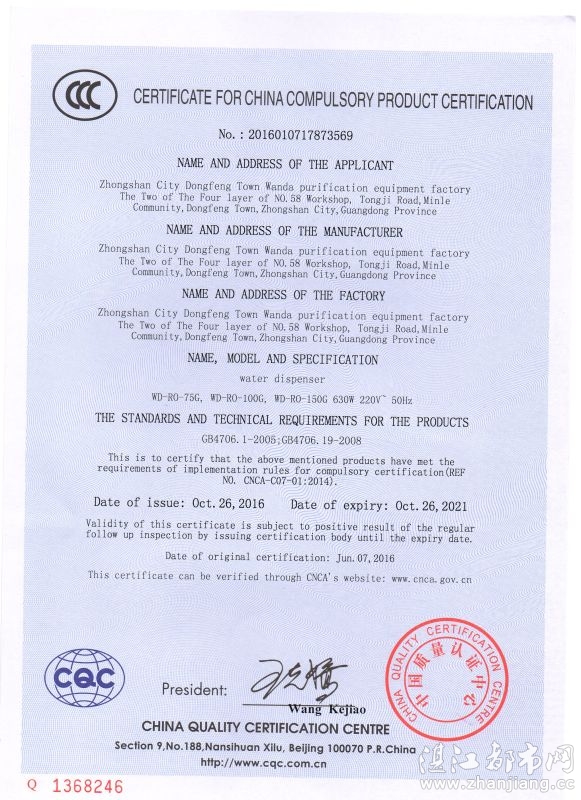 CCC
CERTIFICATE FOR CHINA COMPULSORY PRODUCT CERTIFICATION
No.: 2016010717873569
NAME AND ADDRESS OF THE APPLICANT
Zhongshan City Dongfeng Town Wanda purification equipment factory
The Two of The Four layer of NO.58 Workshop, Tongji Road,Minle
Community,Dongfeng Town,Zhongshan City,Guangdong Province
NAME AND ADDRESS OF THE MANUFACTURER
Zhongshan City Dongfeng Town Wanda purification equipment factory
The Two of The Four layer of NO.58 Workshop, Tongji Road,Minle
Community,Dongfeng Town,Zhongshan City,Guangdong Province
NAME AND ADDRESS OF THE FACTORY
Zhongshan City Dongfeng Town Wanda purification equipment factory
The Two of The Four layer of NO.58 Workshop, Tongji Road,Minle
Community,Dongfeng Town,Zhongshan City,Guangdong Province
NAME, MODEL AND SPECIFICATION
water dispenser
WD-RO-75G, WD-RO-100G, WD-RO-150G 630W 220V~ 50Hz
THE STANDARDS AND TECHNICAL REQUIREMENTS FOR THE PRODUCTS
GB4706.1-2005;GB4706.19-2008
This is to certify that the above mentioned products have met the
requirements of implementation rules for compulsory certification(REF
NO. CNCA-C07-01:2014).
Date of issue: Oct.26,2016 Date of expiry: Oct.26,2021
Validity of this certificate is subject to positive result of the regular
follow up inspection by issuing certification body until the expiry date.
Date of original certification: Jun.07,2016
This certificate can be verified through CNCA's website: www.cnca.gov.cn
CHINA QUALITY CERTIFICATION CENTRE
中国质量认证中心
CQC
President: 王克娇
Wang Kejiao
CHINA QUALITY CERTIFICATION CENTRE
Section 9,No.188,Nansihuan Xilu, Beijing 100070 P.R.China
http://www.cqc.com.cn
Q 1368246
湛江都市网
www.zhanjiang.cc